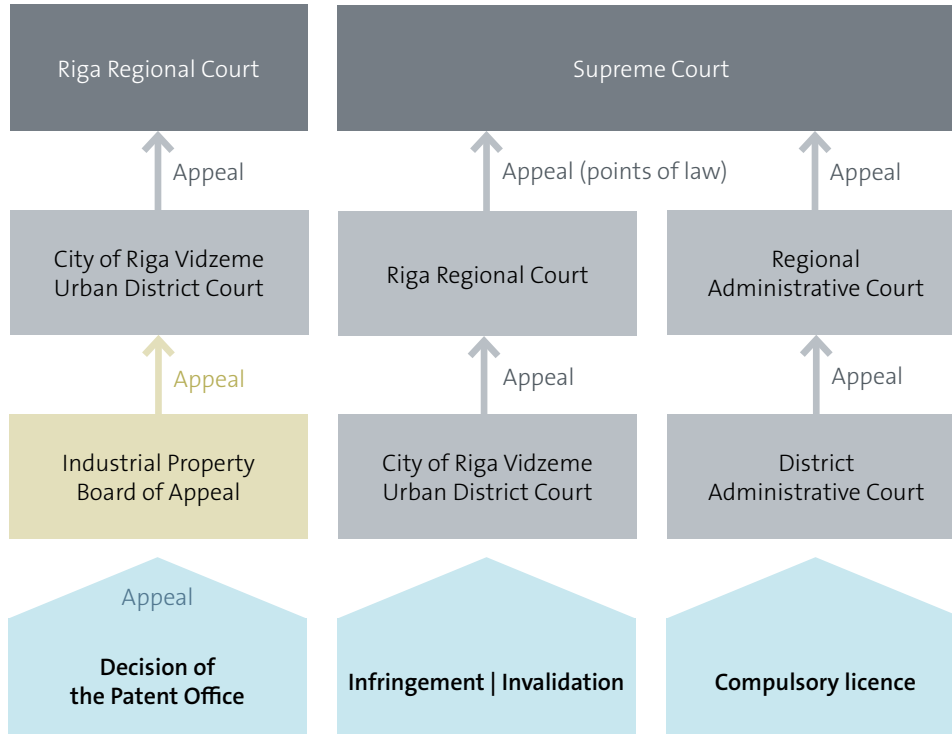 Riga Regional Court
Supreme Court
Appeal
Appeal (points of law)
Appeal
City of Riga Vidzeme
Urban District Court
Riga Regional Court
Regional
Administrative Court
Appeal
Appeal
Appeal
Industrial Property
Board of Appeal
City of Riga Vidzeme
Urban District Court
District
Administrative Court
Appeal
Decision of
the Patent Office
Infringement | Invalidation
Compulsory licence